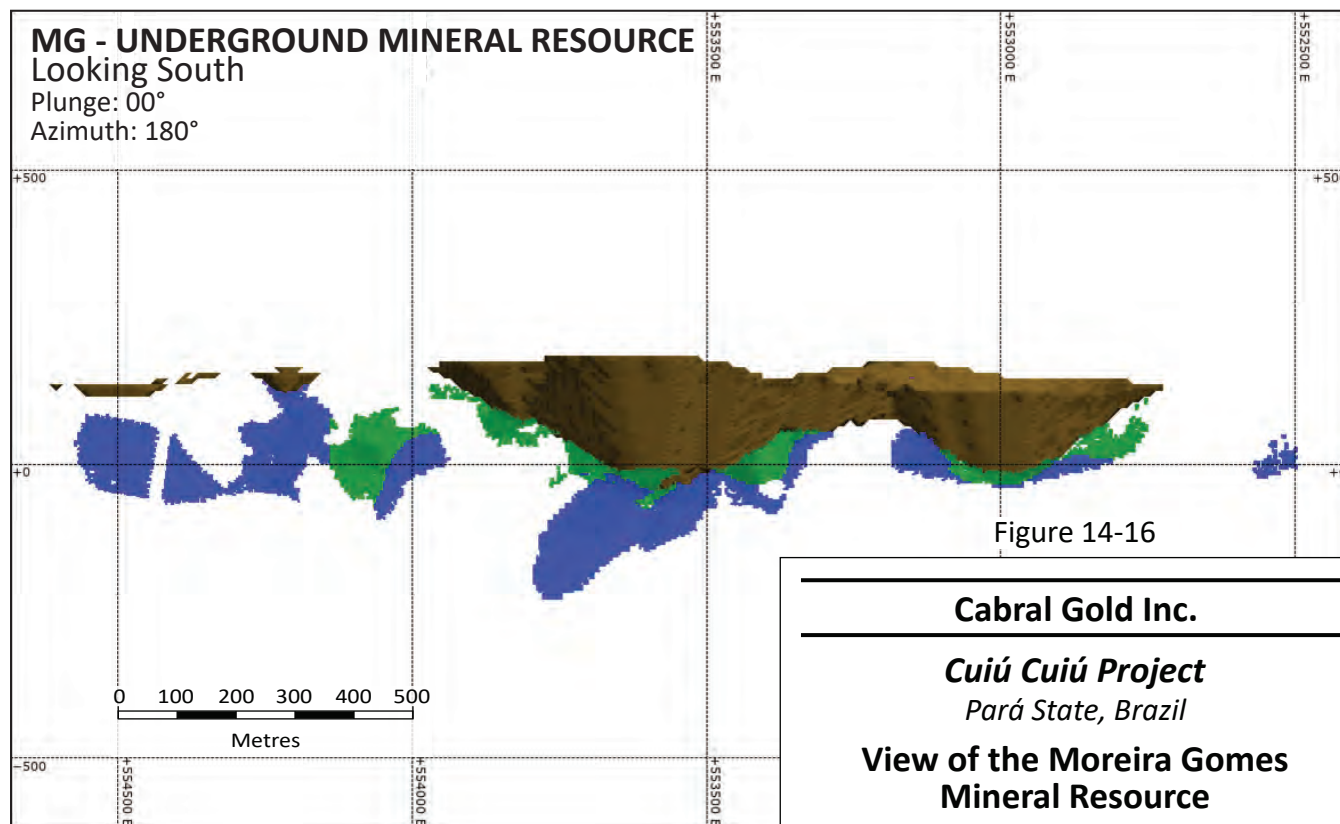 MG - UNDERGROUND MINERAL RESOURCE
Looking South
Plunge: 00°
Azimuth: 180°
+553500 E
+553000 E
+552500 E
+500
+500
+0
+0
Figure 14-16
0 100 200 300 400 500
Metres
-500
+554500 E
+554000 E
+553500 E
Cabral Gold Inc.
Cuiú Cuiú Project
Pará State, Brazil
View of the Moreira Gomes
Mineral Resource